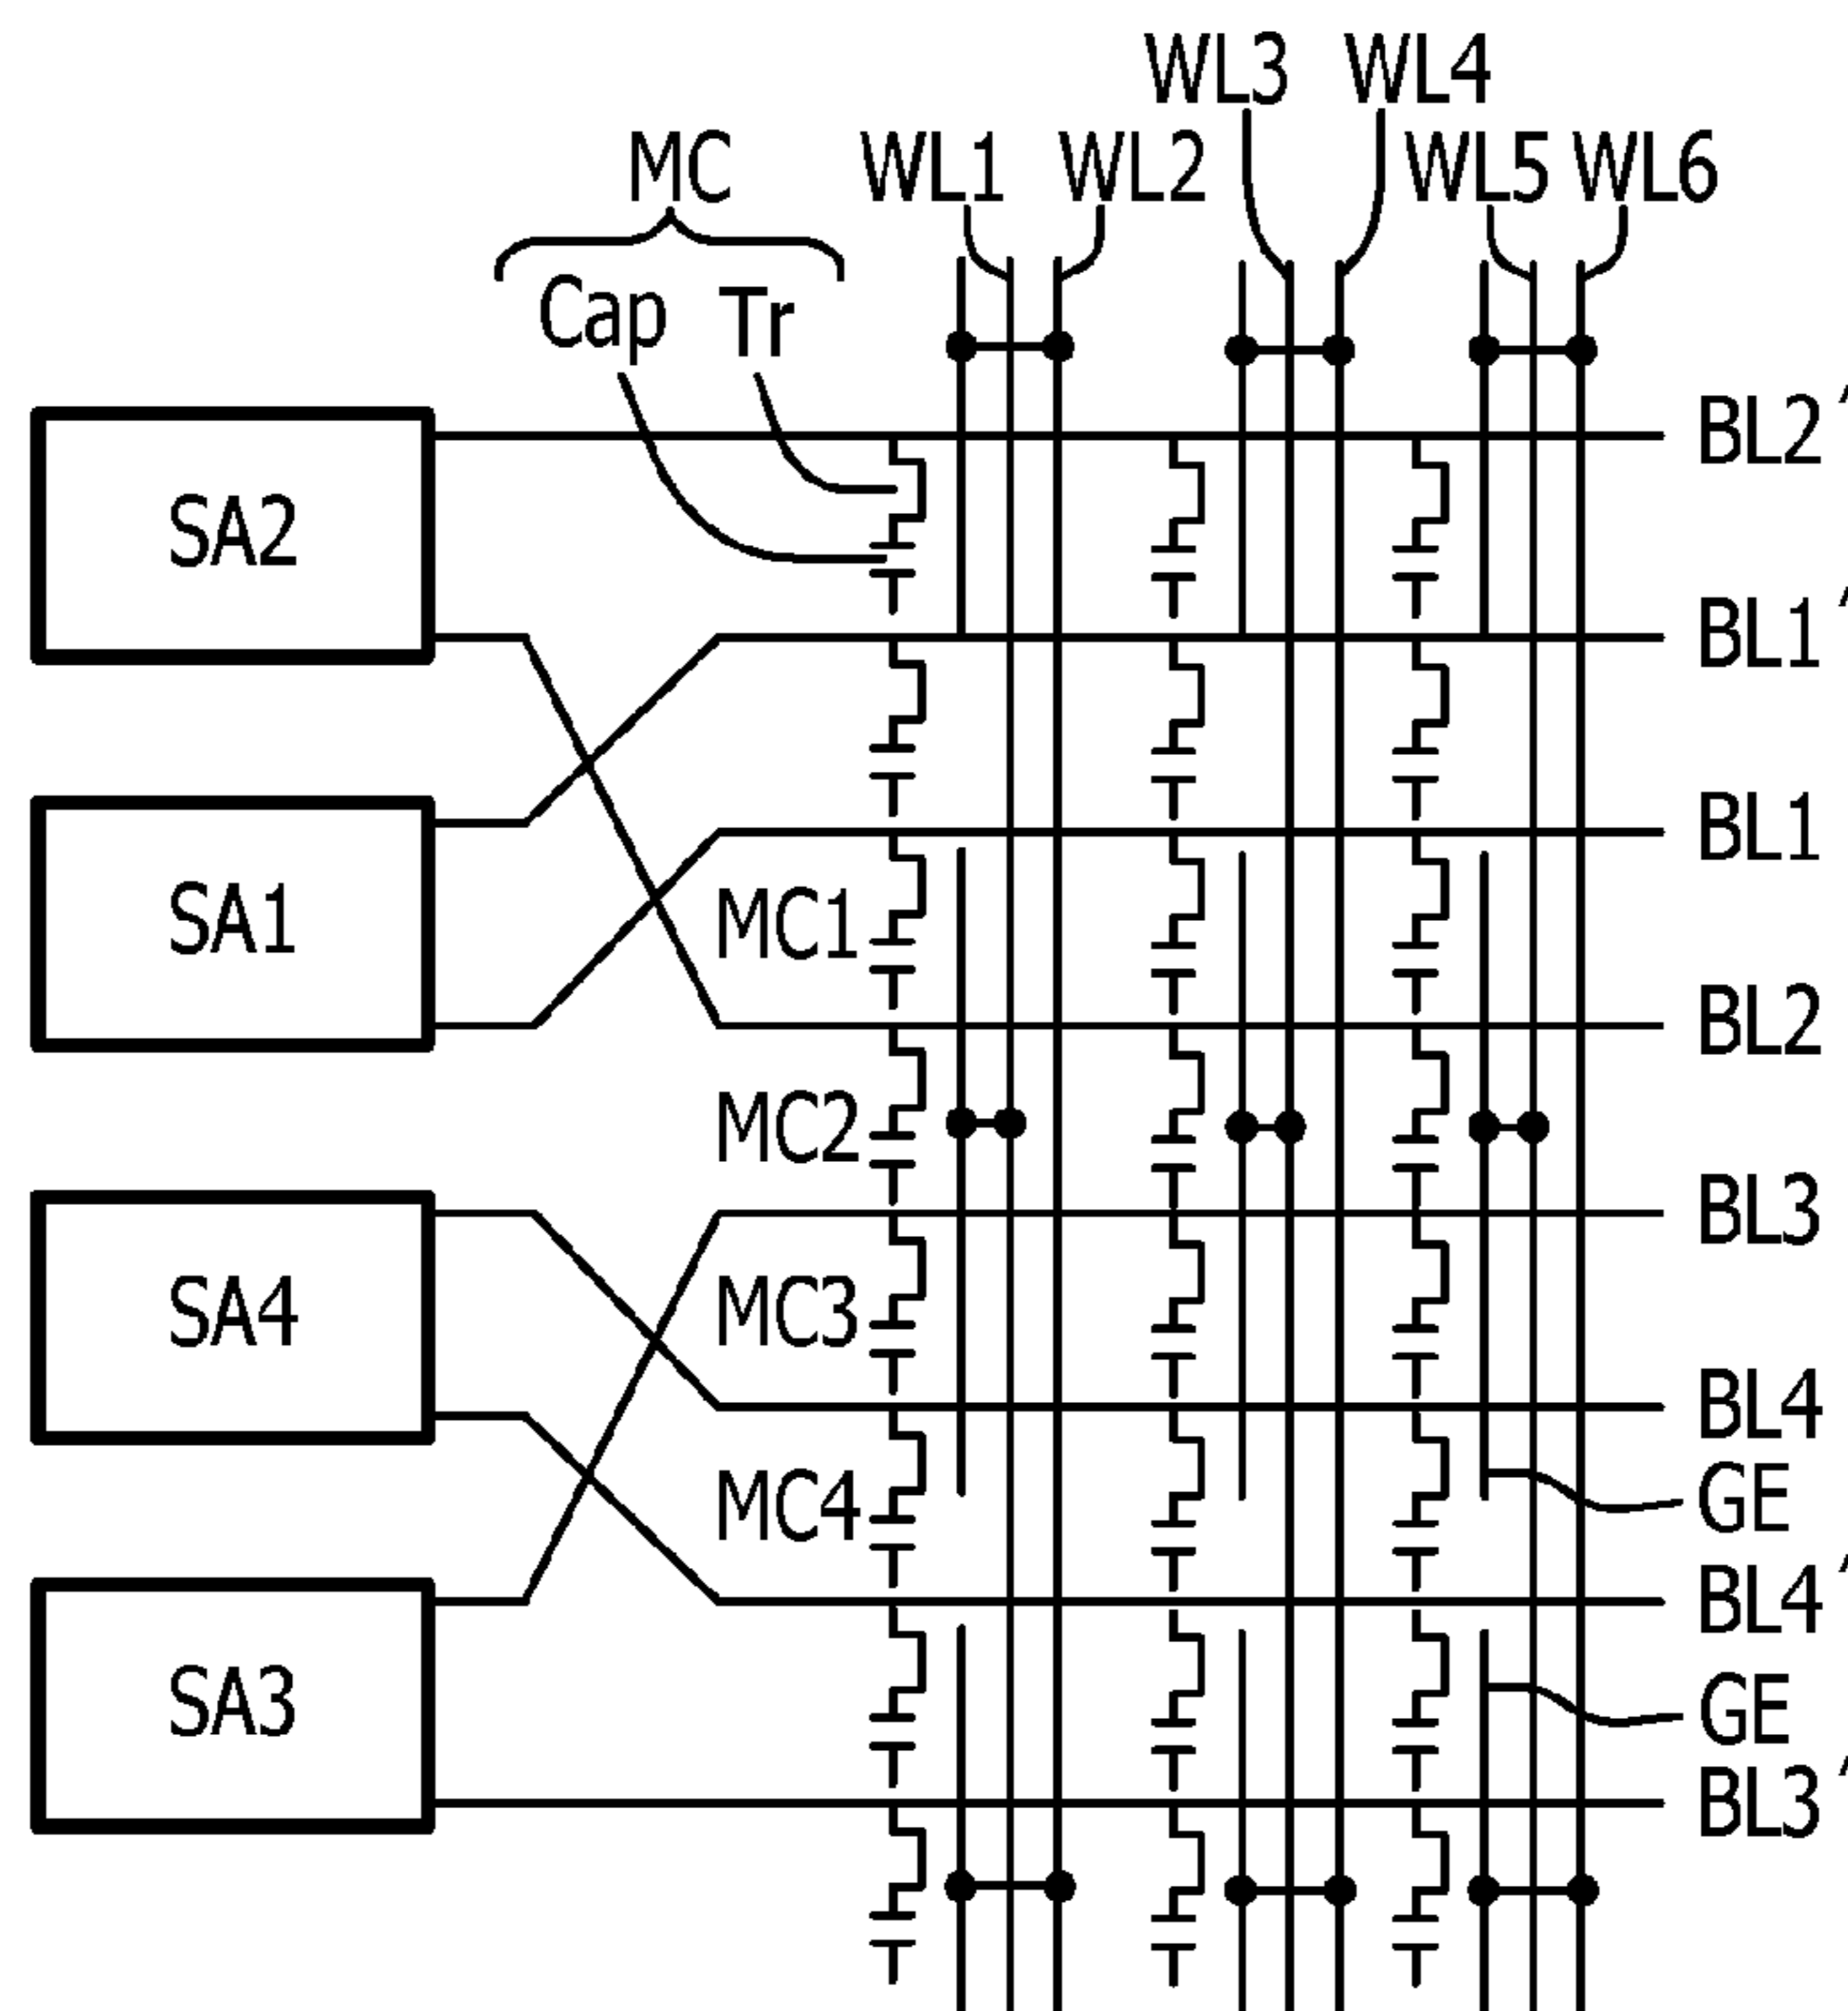 WL3 WL4
MC WL1 WL2 WL5 WL6
Cap Tr
BL2´
SA2
BL1´
BL1
SA1 MC1
BL2
MC2
BL3
SA4 MC3
BL4
MC4 GE
BL4´
SA3 GE
BL3´